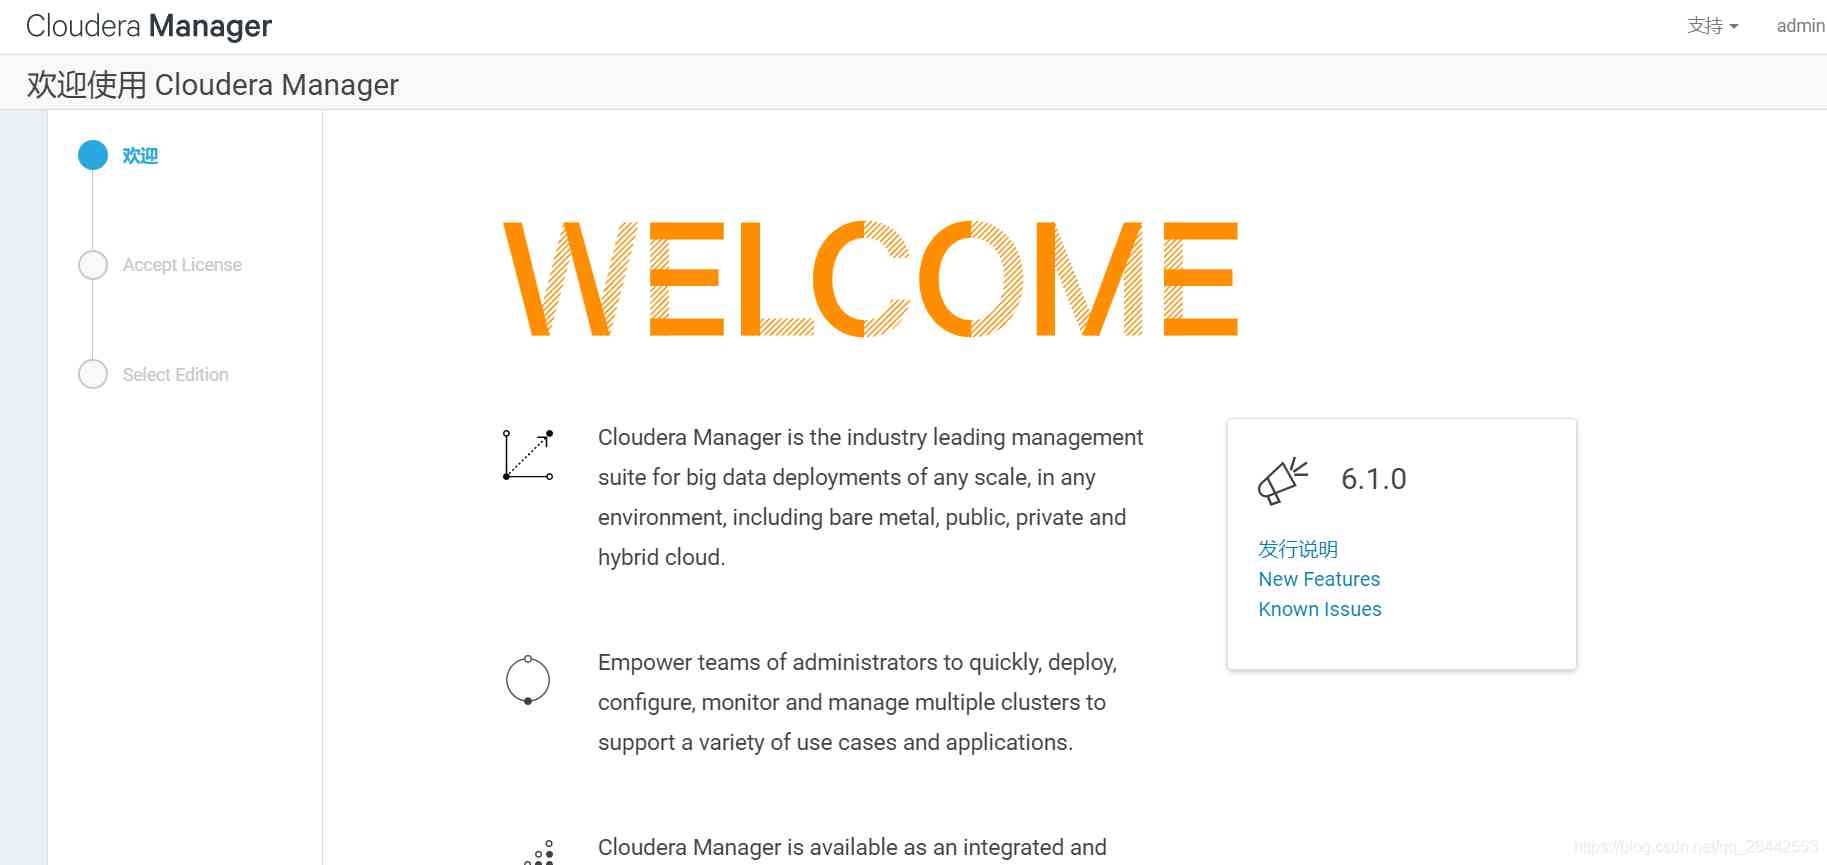 Cloudera Manager
支持
admin
欢迎使用 Cloudera Manager
欢迎
Accept License
Select Edition
WELCOME
Cloudera Manager is the industry leading management
suite for big data deployments of any scale, in any
environment, including bare metal, public, private and
hybrid cloud.
6.1.0
发行说明
New Features
Known Issues
Empower teams of administrators to quickly, deploy,
configure, monitor and manage multiple clusters to
support a variety of use cases and applications.
Cloudera Manager is available as an integrated and
https://blog.csdn.net/qq_26442553